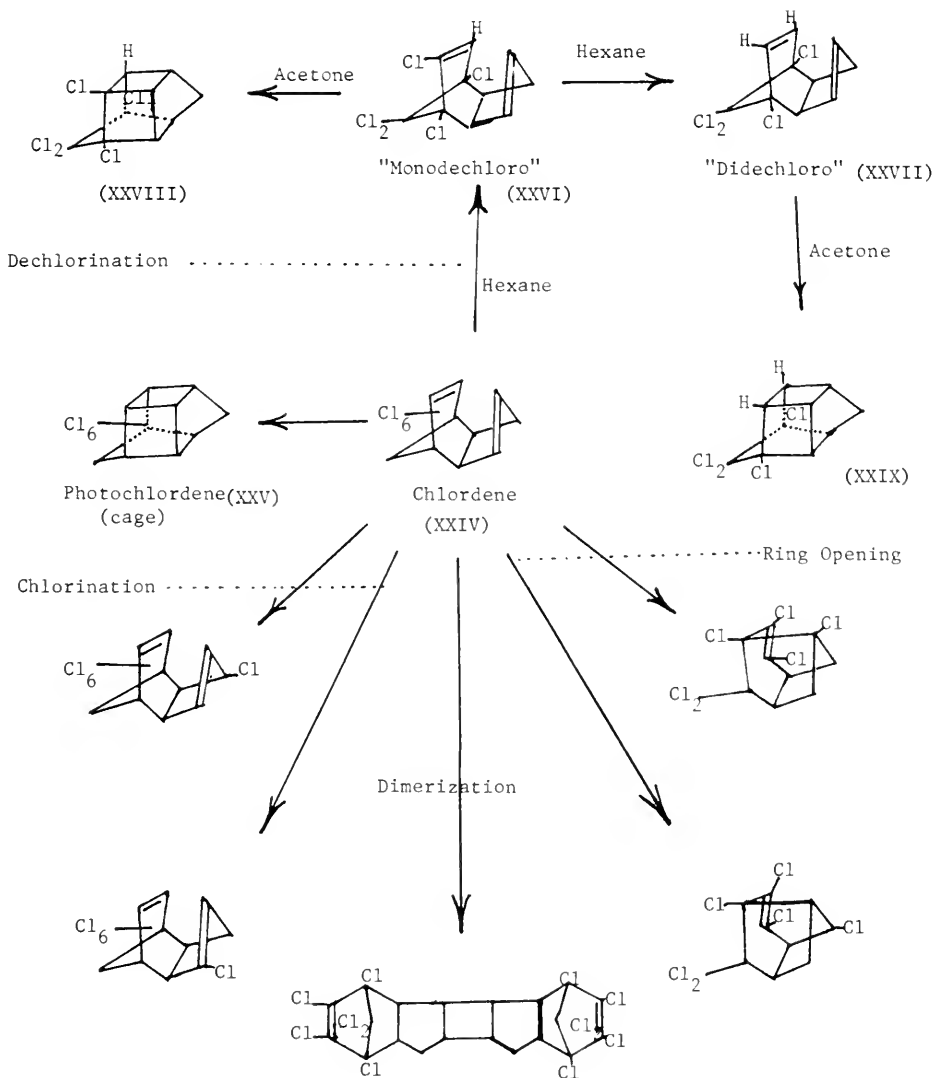 H
Cl
Cl
Cl2
Cl
(XXVIII)
Acetone
H
Cl
Cl
Cl2
Cl
"Monodechloro"
(XXVI)
Hexane
H
H
Cl
Cl2
Cl
"Didechloro" (XXVII)
Dechlorination
Hexane
Acetone
Cl6
Photochlordene (XXV)
(cage)
Cl6
Chlordene
(XXIV)
H
H
Cl
Cl2
Cl
(XXIX)
Chlorination
Ring Opening
Cl6
Cl
Cl
Cl
Cl
Cl
Cl2
Dimerization
Cl6
Cl
Cl
Cl
Cl
Cl
Cl2
Cl
Cl
Cl
Cl2
Cl
Cl
Cl
Cl
Cl